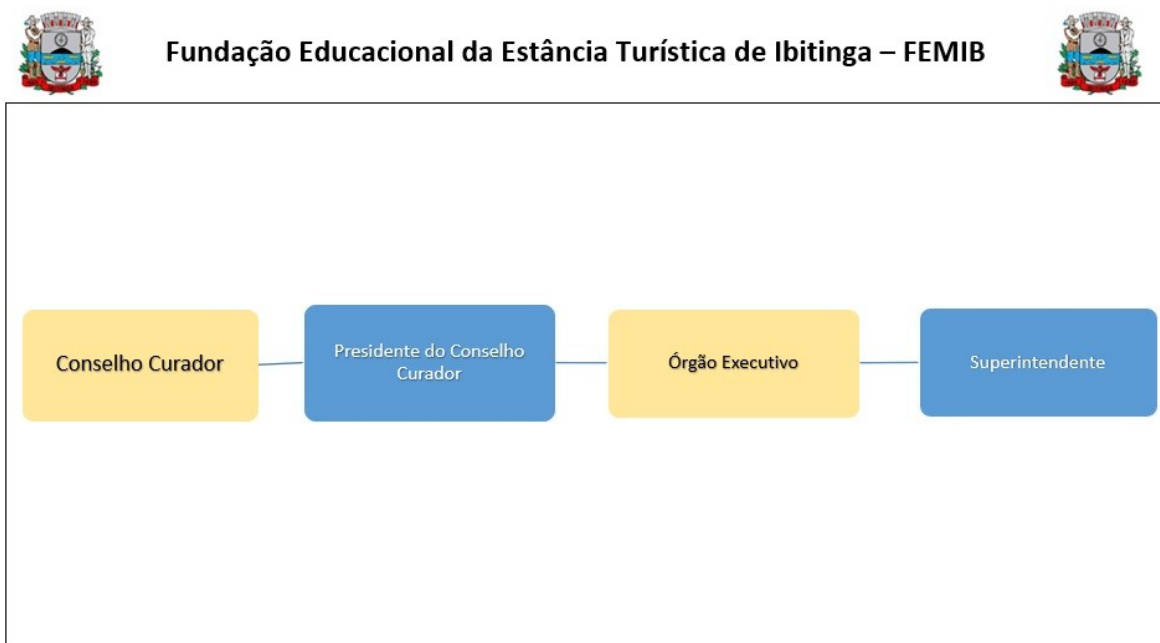 Fundação Educacional da Estância Turística de Ibitinga – FEMIB
Conselho Curador
Presidente do Conselho
Curador
Órgão Executivo
Superintendente